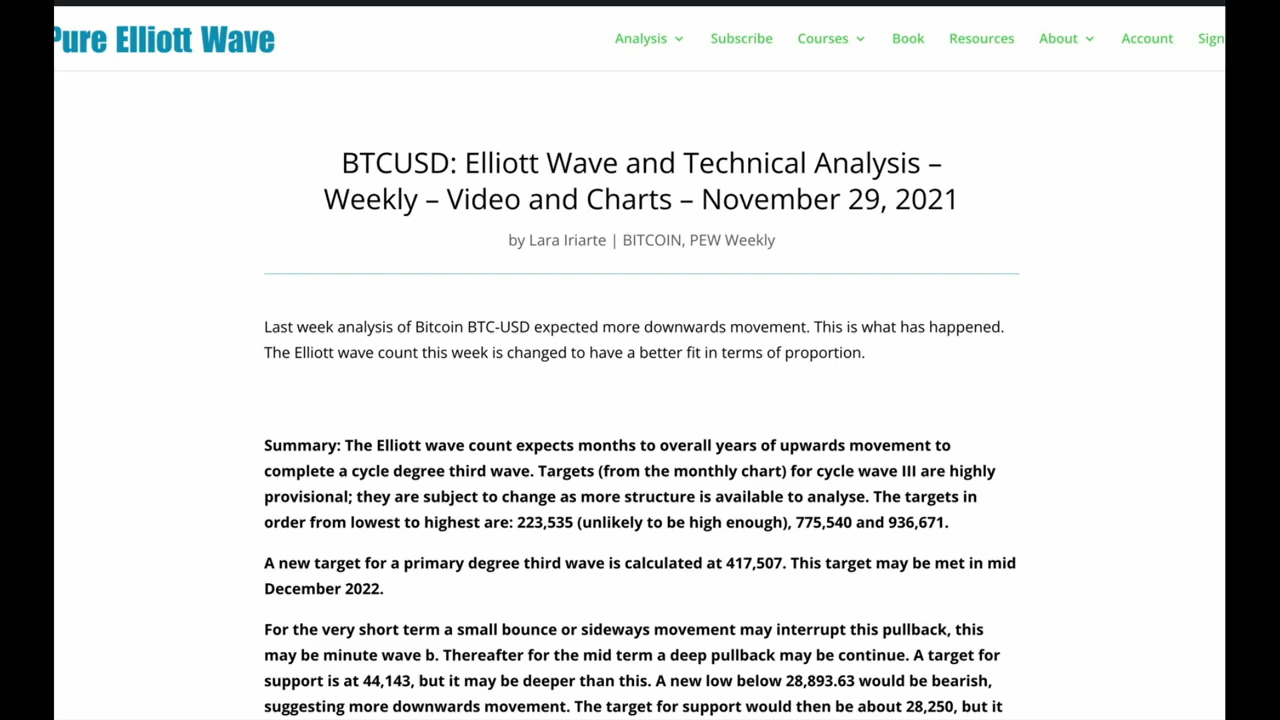 Pure Elliott Wave
Analysis Subscribe Courses Book Resources About Account Sign
BTCUSD: Elliott Wave and Technical Analysis –
Weekly – Video and Charts – November 29, 2021
by Lara Iriarte | BITCOIN, PEW Weekly
Last week analysis of Bitcoin BTC-USD expected more downwards movement. This is what has happened.
The Elliott wave count this week is changed to have a better fit in terms of proportion.
Summary: The Elliott wave count expects months to overall years of upwards movement to
complete a cycle degree third wave. Targets (from the monthly chart) for cycle wave III are highly
provisional; they are subject to change as more structure is available to analyse. The targets in
order from lowest to highest are: 223,535 (unlikely to be high enough), 775,540 and 936,671.
A new target for a primary degree third wave is calculated at 417,507. This target may be met in mid
December 2022.
For the very short term a small bounce or sideways movement may interrupt this pullback, this
may be minute wave b. Thereafter for the mid term a deep pullback may be continue. A target for
support is at 44,143, but it may be deeper than this. A new low below 28,893.63 would be bearish,
suggesting more downwards movement. The target for support would then be about 28,250, but it